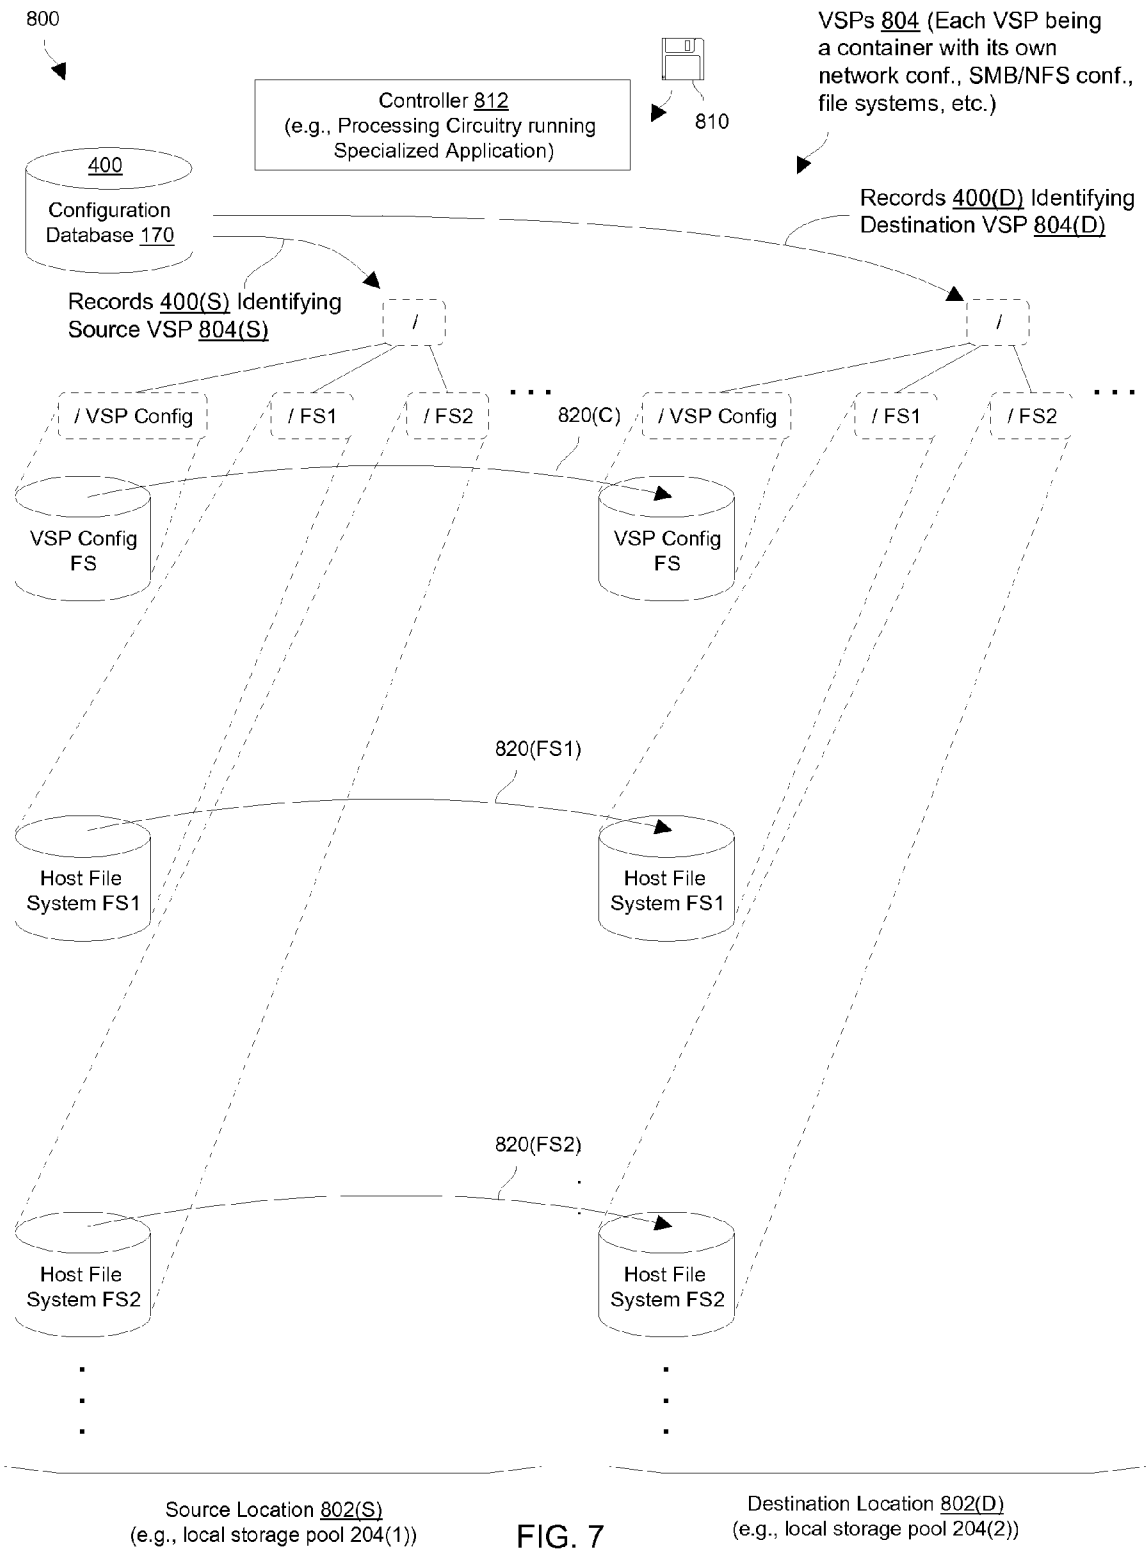 800
VSPs 804 (Each VSP being
a container with its own
network conf., SMB/NFS conf.,
file systems, etc.)
Controller 812
(e.g., Processing Circuitry running
Specialized Application)
810
400
Configuration
Database 170
Records 400(D) Identifying
Destination VSP 804(D)
Records 400(S) Identifying
Source VSP 804(S)
/
/
. . .
. . .
/ VSP Config
/ FS1
/ FS2
820(C)
/ VSP Config
/ FS1
/ FS2
VSP Config
FS
VSP Config
FS
820(FS1)
Host File
System FS1
Host File
System FS1
820(FS2)
Host File
System FS2
Host File
System FS2
Source Location 802(S)
(e.g., local storage pool 204(1))
FIG. 7
Destination Location 802(D)
(e.g., local storage pool 204(2))